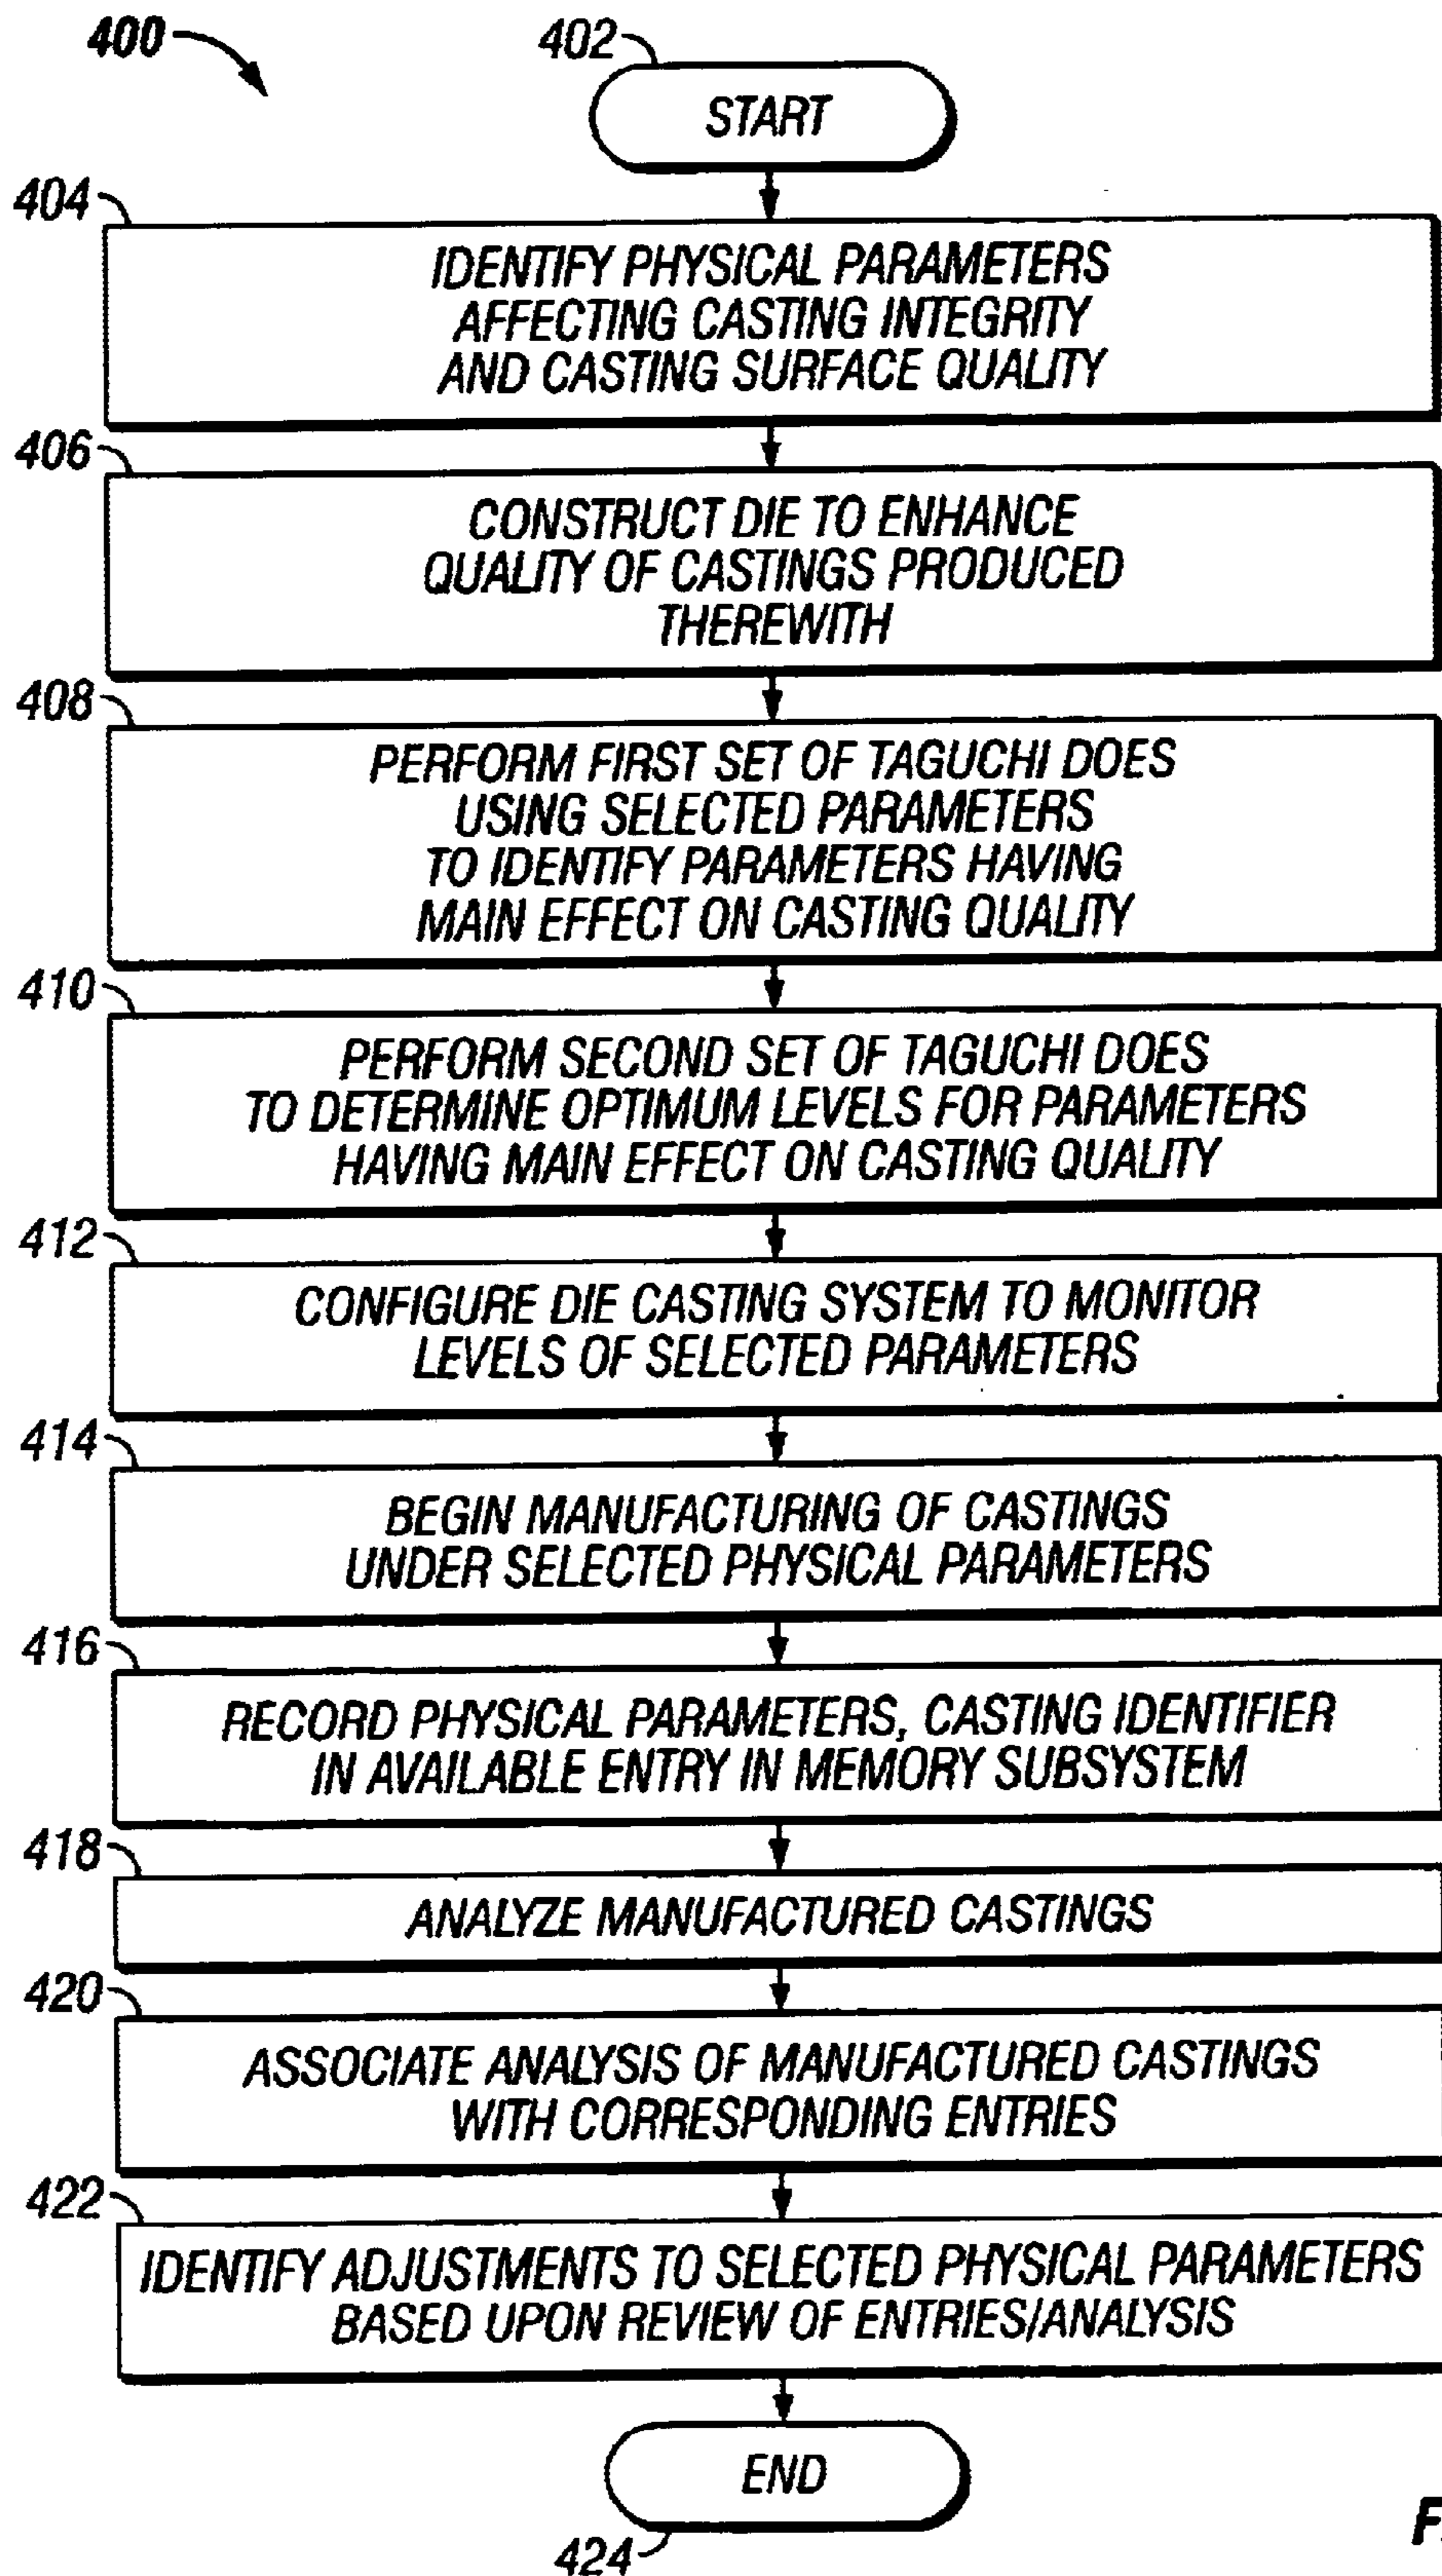 400
402
START
404
IDENTIFY PHYSICAL PARAMETERS
AFFECTING CASTING INTEGRITY
AND CASTING SURFACE QUALITY
406
CONSTRUCT DIE TO ENHANCE
QUALITY OF CASTINGS PRODUCED
THEREWITH
408
PERFORM FIRST SET OF TAGUCHI DOES
USING SELECTED PARAMETERS
TO IDENTIFY PARAMETERS HAVING
MAIN EFFECT ON CASTING QUALITY
410
PERFORM SECOND SET OF TAGUCHI DOES
TO DETERMINE OPTIMUM LEVELS FOR PARAMETERS
HAVING MAIN EFFECT ON CASTING QUALITY
412
CONFIGURE DIE CASTING SYSTEM TO MONITOR
LEVELS OF SELECTED PARAMETERS
414
BEGIN MANUFACTURING OF CASTINGS
UNDER SELECTED PHYSICAL PARAMETERS
416
RECORD PHYSICAL PARAMETERS, CASTING IDENTIFIER
IN AVAILABLE ENTRY IN MEMORY SUBSYSTEM
418
ANALYZE MANUFACTURED CASTINGS
420
ASSOCIATE ANALYSIS OF MANUFACTURED CASTINGS
WITH CORRESPONDING ENTRIES
422
IDENTIFY ADJUSTMENTS TO SELECTED PHYSICAL PARAMETERS
BASED UPON REVIEW OF ENTRIES/ANALYSIS
END
424